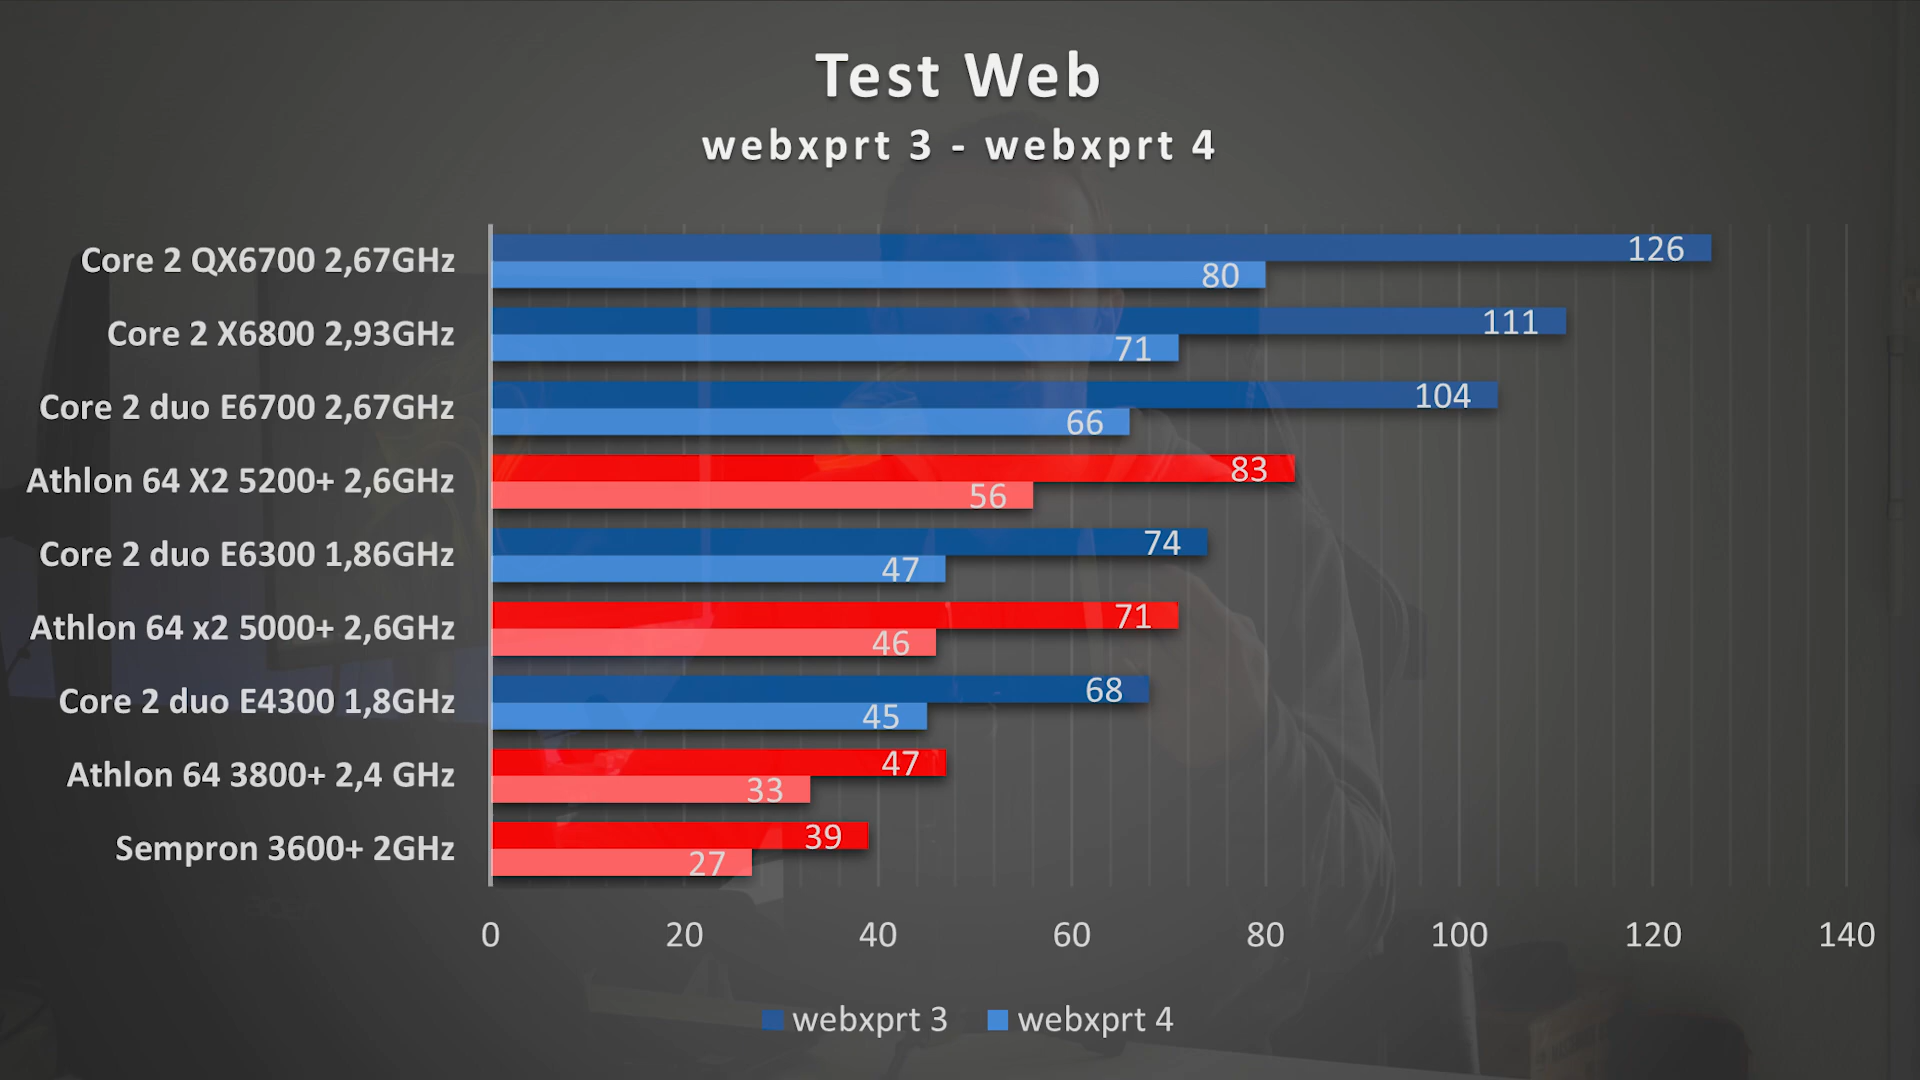 Test Web
webxprt 3 - webxprt 4
Core 2 QX6700 2,67GHz
126
80
Core 2 X6800 2,93GHz
111
71
Core 2 duo E6700 2,67GHz
104
66
Athlon 64 X2 5200+ 2,6GHz
83
56
Core 2 duo E6300 1,86GHz
74
47
Athlon 64 x2 5000+ 2,6GHz
71
46
Core 2 duo E4300 1,8GHz
68
45
Athlon 64 3800+ 2,4 GHz
47
33
Sempron 3600+ 2GHz
39
27
0 20 40 60 80 100 120 140
webxprt 3 webxprt 4